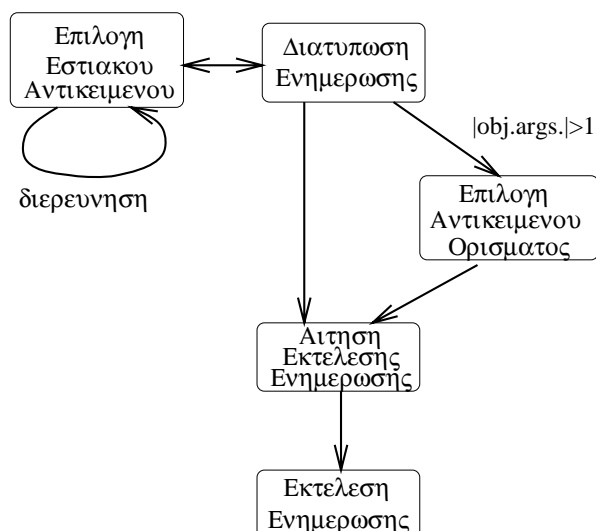 Επιλογη
Εστιακου
Αντικειμενου
Διατυπωση
Ενημερωσης
|obj.args.|>1
διερευνηση
Επιλογη
Αντικειμενου
Ορισματος
Αιτηση
Εκτελεσης
Ενημερωσης
Εκτελεση
Ενημερωσης